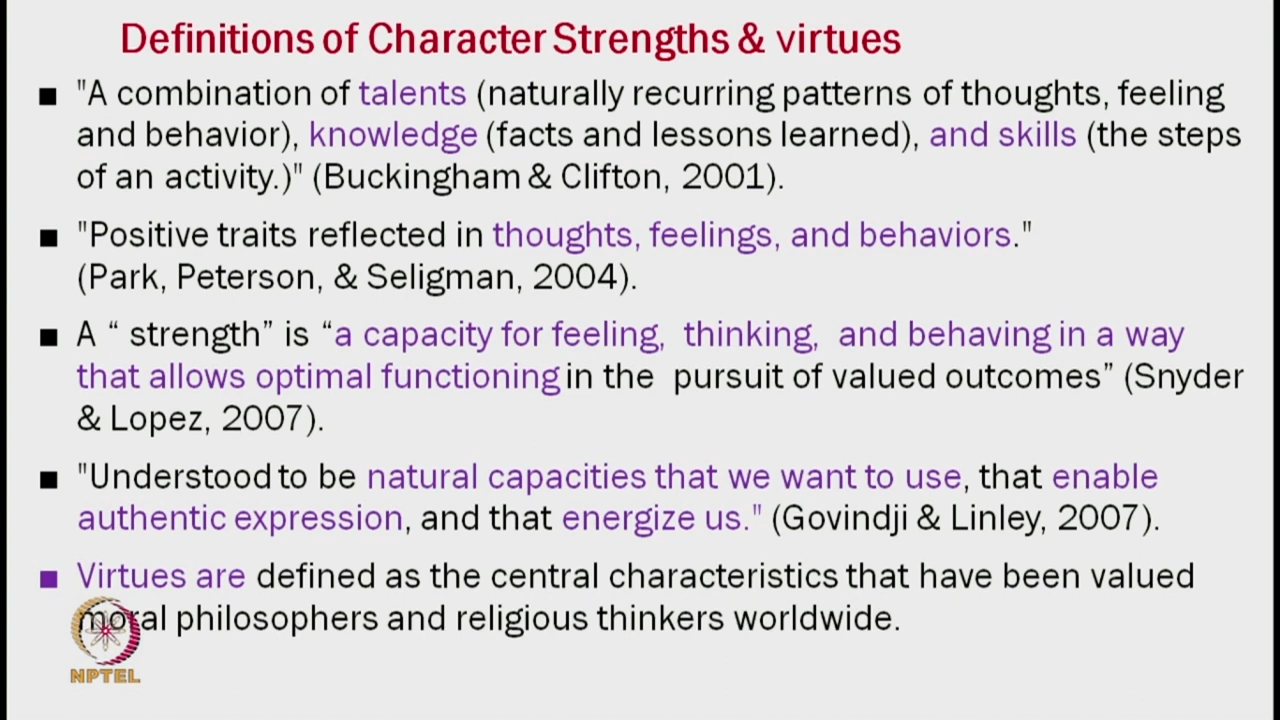 Definitions of Character Strengths & virtues
■ "A combination of talents (naturally recurring patterns of thoughts, feeling
and behavior), knowledge (facts and lessons learned), and skills (the steps
of an activity.)" (Buckingham & Clifton, 2001).
■ "Positive traits reflected in thoughts, feelings, and behaviors."
(Park, Peterson, & Seligman, 2004).
■ A “ strength” is “a capacity for feeling, thinking, and behaving in a way
that allows optimal functioning in the pursuit of valued outcomes” (Snyder
& Lopez, 2007).
■ "Understood to be natural capacities that we want to use, that enable
authentic expression, and that energize us." (Govindji & Linley, 2007).
■ Virtues are defined as the central characteristics that have been valued
moral philosophers and religious thinkers worldwide.
NPTEL